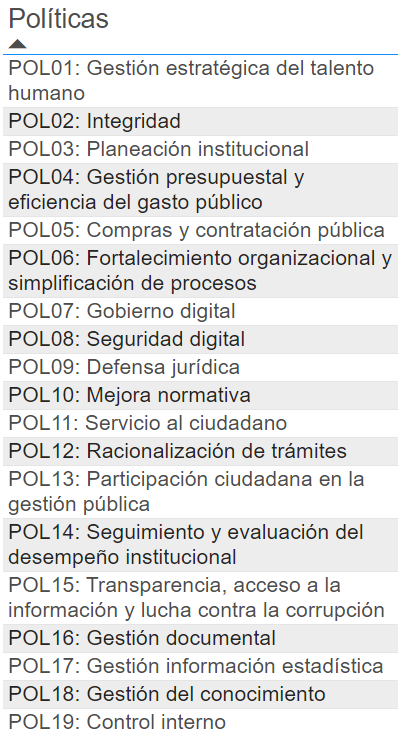 Políticas
POL01: Gestión estratégica del talento
humano
POL02: Integridad
POL03: Planeación institucional
POL04: Gestión presupuestal y
eficiencia del gasto público
POL05: Compras y contratación pública
POL06: Fortalecimiento organizacional y
simplificación de procesos
POL07: Gobierno digital
POL08: Seguridad digital
POL09: Defensa jurídica
POL10: Mejora normativa
POL11: Servicio al ciudadano
POL12: Racionalización de trámites
POL13: Participación ciudadana en la
gestión pública
POL14: Seguimiento y evaluación del
desempeño institucional
POL15: Transparencia, acceso a la
información y lucha contra la corrupción
POL16: Gestión documental
POL17: Gestión información estadística
POL18: Gestión del conocimiento
POL19: Control interno